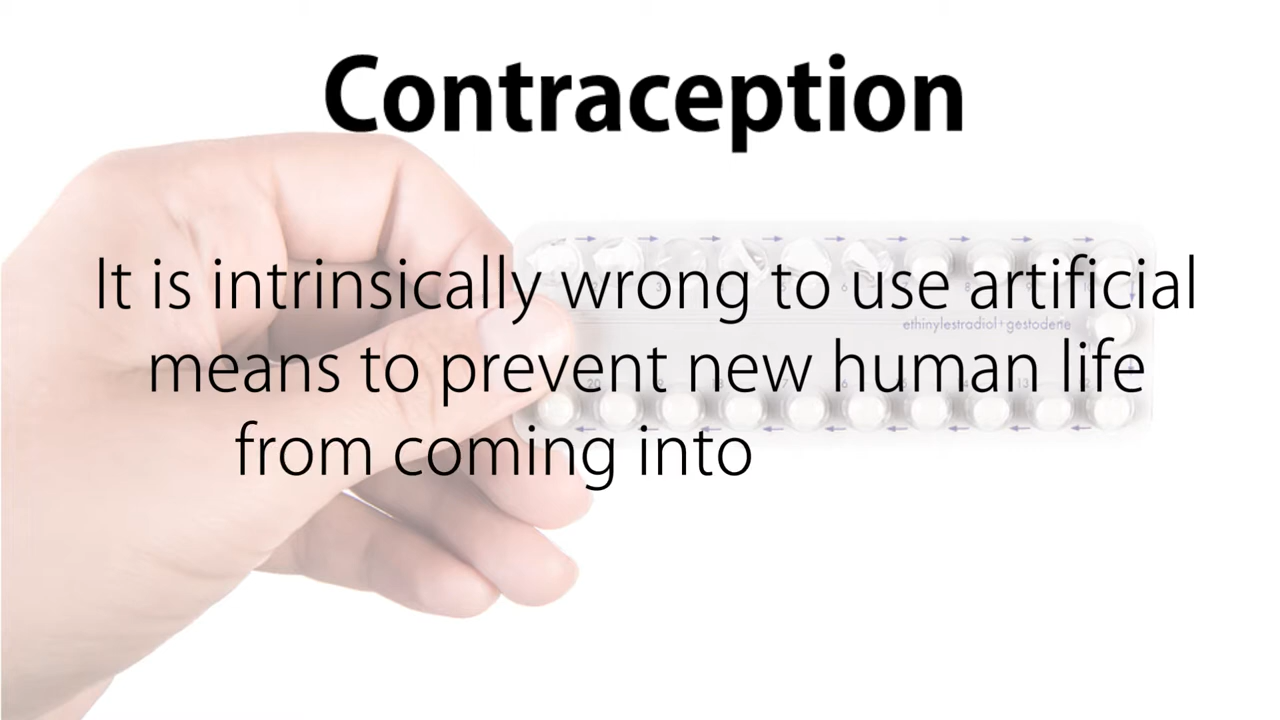 Contraception
It is intrinsically wrong to use artificial
ethinylestradiol+gestodene
means to prevent new human life
from coming into